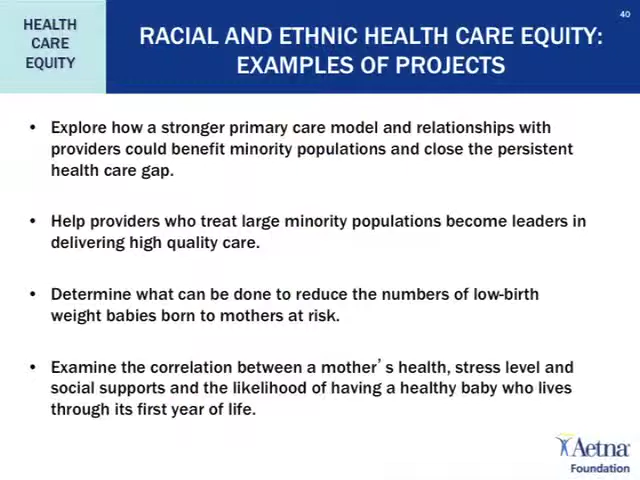 HEALTH
CARE
EQUITY
40
RACIAL AND ETHNIC HEALTH CARE EQUITY:
EXAMPLES OF PROJECTS
• Explore how a stronger primary care model and relationships with
providers could benefit minority populations and close the persistent
health care gap.
• Help providers who treat large minority populations become leaders in
delivering high quality care.
• Determine what can be done to reduce the numbers of low-birth
weight babies born to mothers at risk.
• Examine the correlation between a mother's health, stress level and
social supports and the likelihood of having a healthy baby who lives
through its first year of life.
Aetna
Foundation